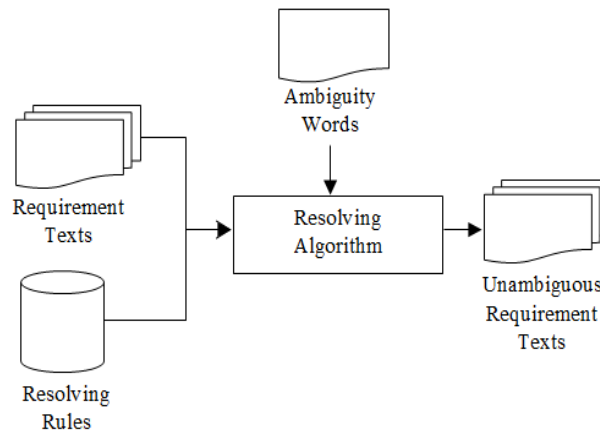 Ambiguity
Words
Requirement
Texts
Resolving
Algorithm
Unambiguous
Requirement
Texts
Resolving
Rules